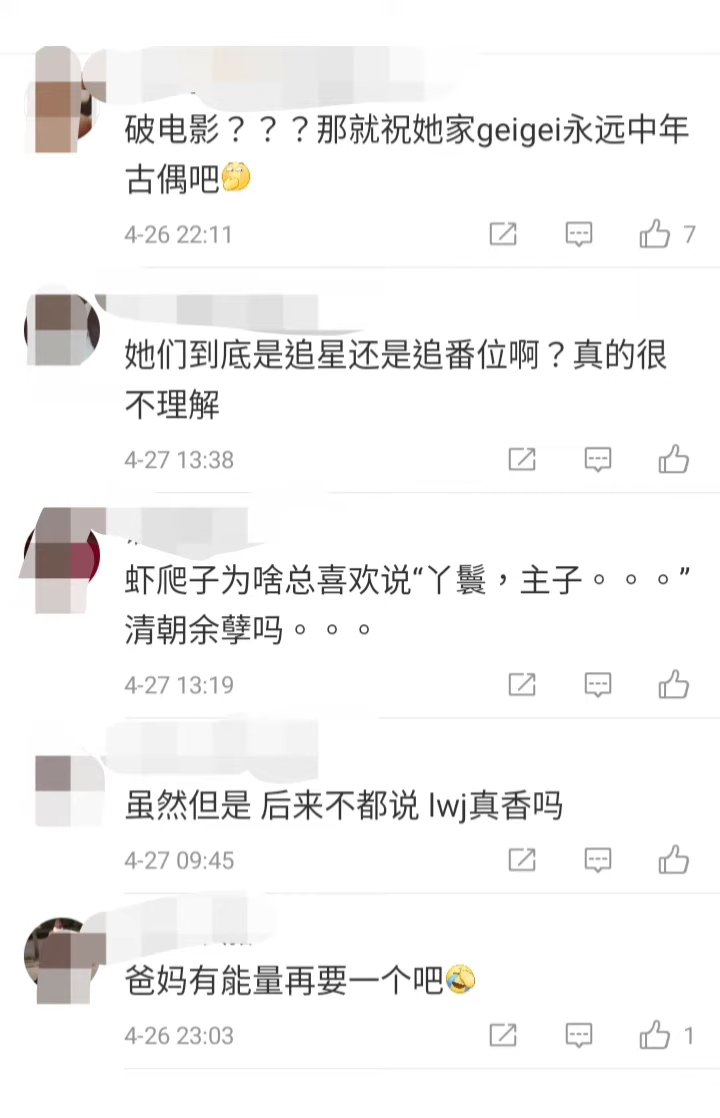 破电影？？？那就祝她家geigei永远中年
古偶吧
4-26 22:11
7
她们到底是追星还是追番位啊？真的很
不理解
4-27 13:38
虾爬子为啥总喜欢说“丫鬟，主子。。。”
清朝余孽吗。。。
4-27 13:19
虽然但是 后来不都说 lwj真香吗
4-27 09:45
爸妈有能量再要一个吧
4-26 23:03
1